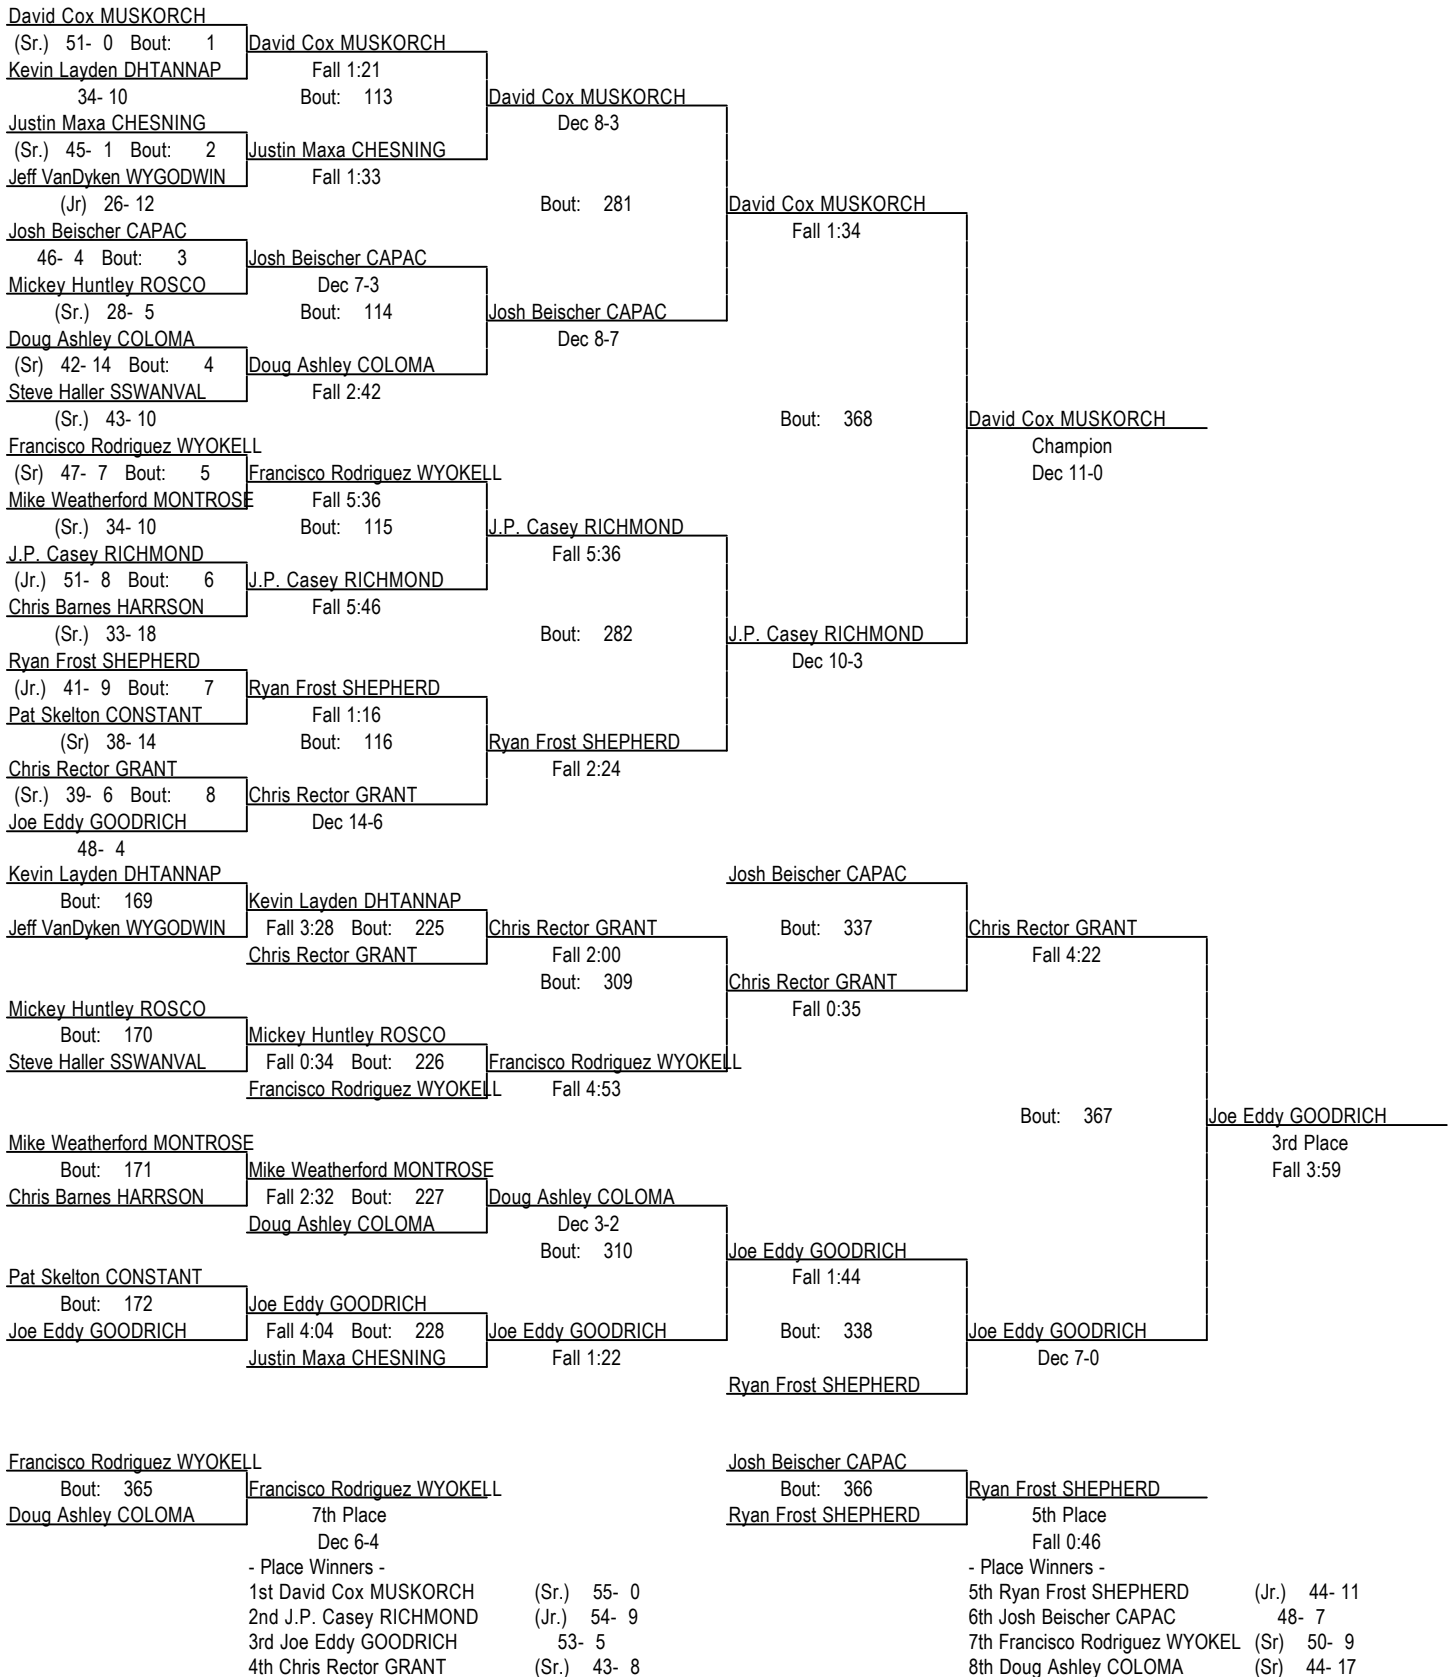 David Cox MUSKORCH
(Sr.) 51- 0 Bout: 1 David Cox MUSKORCH
Kevin Layden DHTANNAP Fall 1:21
34- 10 Bout: 113 David Cox MUSKORCH
Justin Maxa CHESNING Dec 8-3
(Sr.) 45- 1 Bout: 2 Justin Maxa CHESNING
Jeff VanDyken WYGODWIN Fall 1:33
(Jr) 26- 12 Bout: 281 David Cox MUSKORCH
Josh Beischer CAPAC Fall 1:34
46- 4 Bout: 3 Josh Beischer CAPAC
Mickey Huntley ROSCO Dec 7-3
(Sr.) 28- 5 Bout: 114 Josh Beischer CAPAC
Doug Ashley COLOMA Dec 8-7
(Sr) 42- 14 Bout: 4 Doug Ashley COLOMA
Steve Haller SSWANVAL Fall 2:42
(Sr.) 43- 10 Bout: 368 David Cox MUSKORCH
Francisco Rodriguez WYOKELL Champion
(Sr) 47- 7 Bout: 5 Francisco Rodriguez WYOKELL Dec 11-0
Mike Weatherford MONTROSE Fall 5:36
(Sr.) 34- 10 Bout: 115 J.P. Casey RICHMOND
J.P. Casey RICHMOND Fall 5:36
(Jr.) 51- 8 Bout: 6 J.P. Casey RICHMOND
Chris Barnes HARRSON Fall 5:46
(Sr.) 33- 18 Bout: 282 J.P. Casey RICHMOND
Ryan Frost SHEPHERD Dec 10-3
(Jr.) 41- 9 Bout: 7 Ryan Frost SHEPHERD
Pat Skelton CONSTANT Fall 1:16
(Sr) 38- 14 Bout: 116 Ryan Frost SHEPHERD
Chris Rector GRANT Fall 2:24
(Sr.) 39- 6 Bout: 8 Chris Rector GRANT
Joe Eddy GOODRICH Dec 14-6
48- 4
Kevin Layden DHTANNAP Josh Beischer CAPAC
Bout: 169 Kevin Layden DHTANNAP
Jeff VanDyken WYGODWIN Fall 3:28 Bout: 225 Chris Rector GRANT Bout: 337 Chris Rector GRANT
Chris Rector GRANT Fall 2:00 Fall 4:22
Bout: 309 Chris Rector GRANT
Mickey Huntley ROSCO Fall 0:35
Bout: 170 Mickey Huntley ROSCO
Steve Haller SSWANVAL Fall 0:34 Bout: 226 Francisco Rodriguez WYOKELL
Francisco Rodriguez WYOKELL Fall 4:53
Bout: 367 Joe Eddy GOODRICH
Mike Weatherford MONTROSE 3rd Place
Bout: 171 Mike Weatherford MONTROSE Fall 3:59
Chris Barnes HARRSON Fall 2:32 Bout: 227 Doug Ashley COLOMA
Doug Ashley COLOMA Dec 3-2
Bout: 310 Joe Eddy GOODRICH
Pat Skelton CONSTANT Fall 1:44
Bout: 172 Joe Eddy GOODRICH
Joe Eddy GOODRICH Fall 4:04 Bout: 228 Joe Eddy GOODRICH Bout: 338 Joe Eddy GOODRICH
Justin Maxa CHESNING Fall 1:22 Dec 7-0
Ryan Frost SHEPHERD
Francisco Rodriguez WYOKELL Josh Beischer CAPAC
Bout: 365 Francisco Rodriguez WYOKELL Bout: 366 Ryan Frost SHEPHERD
Doug Ashley COLOMA 7th Place Ryan Frost SHEPHERD 5th Place
Dec 6-4 Fall 0:46
- Place Winners - - Place Winners -
1st David Cox MUSKORCH (Sr.) 55- 0 5th Ryan Frost SHEPHERD (Jr.) 44- 11
2nd J.P. Casey RICHMOND (Jr.) 54- 9 6th Josh Beischer CAPAC 48- 7
3rd Joe Eddy GOODRICH 53- 5 7th Francisco Rodriguez WYOKEL (Sr) 50- 9
4th Chris Rector GRANT (Sr.) 43- 8 8th Doug Ashley COLOMA (Sr) 44- 17